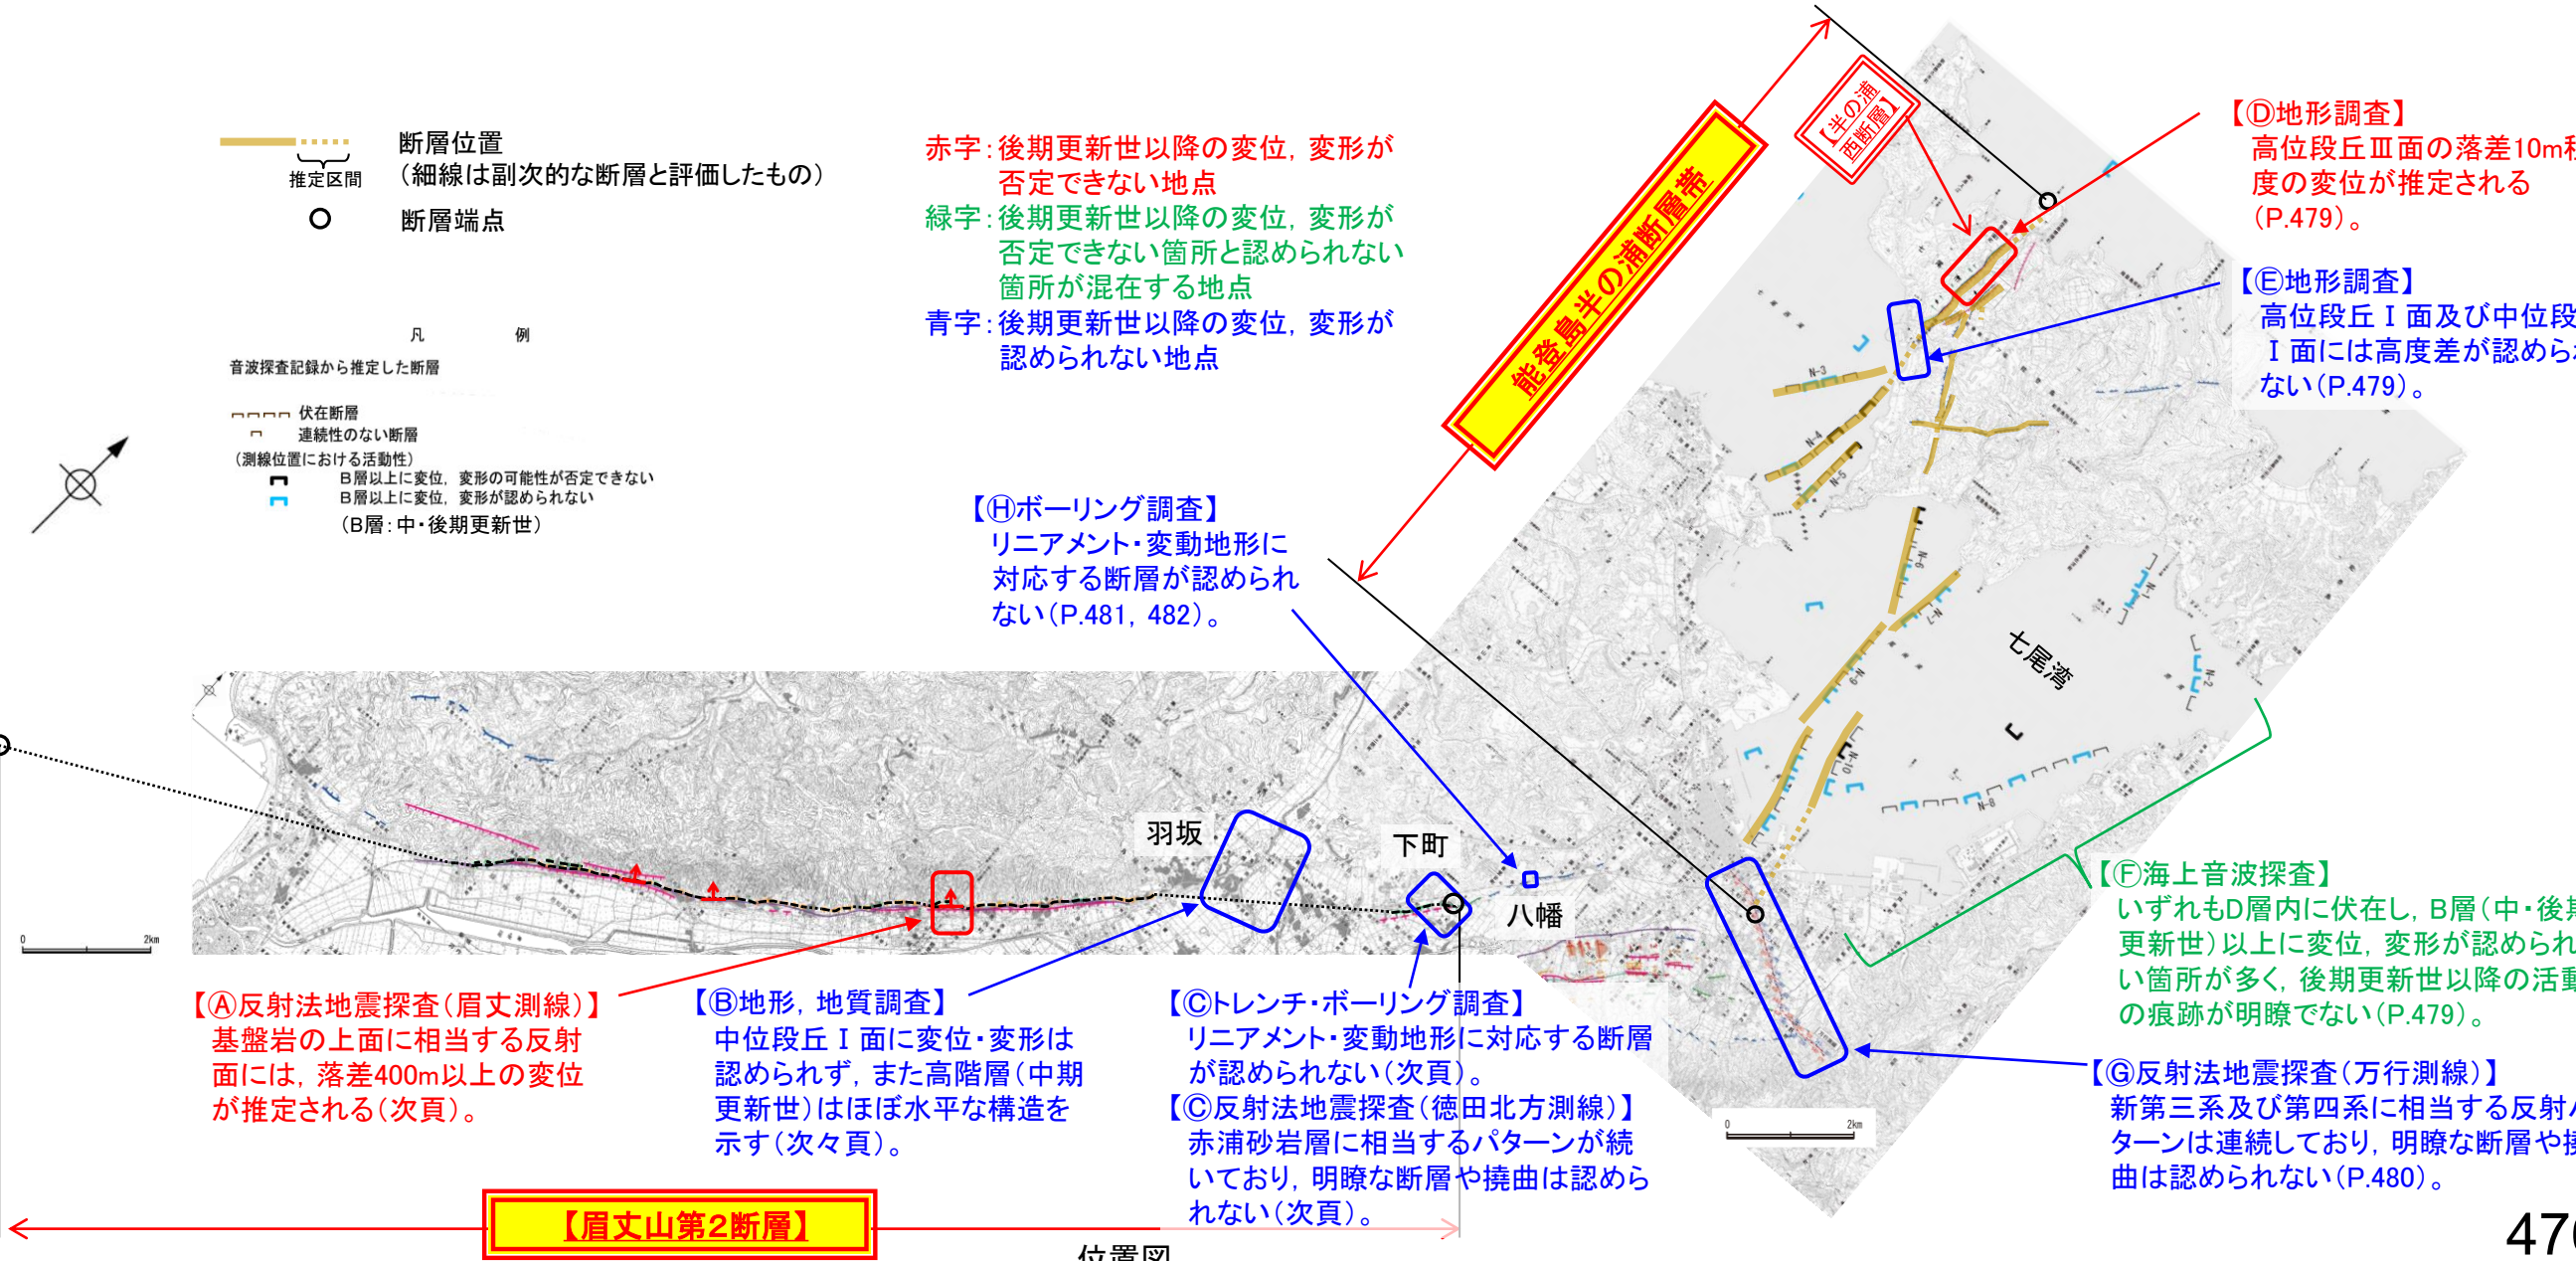 断層位置
(細線は副次的な断層と評価したもの)
推定区間
断層端点
凡 例
音波探査記録から推定した断層
伏在断層
連続性のない断層
(測線位置における活動性)
B層以上に変位, 変形の可能性が否定できない
B層以上に変位, 変形が認められない
(B層:中・後期更新世)
赤字:後期更新世以降の変位, 変形が
否定できない地点
緑字:後期更新世以降の変位, 変形が
否定できない箇所と認められない
箇所が混在する地点
青字:後期更新世以降の変位, 変形が
認められない地点
能登島半の浦断層帯
【半の浦
西断層】
【Ⓓ地形調査】
高位段丘Ⅲ面の落差10m
度の変位が推定される
(P.479)。
【Ⓔ地形調査】
高位段丘Ⅰ面及び中位段
Ⅰ面には高度差が認めら
ない(P.479)。
【Ⓗボーリング調査】
リニアメント・変動地形に
対応する断層が認められ
ない(P.481, 482)。
N-3
N-4
N-5
N-6
N-7
N-1
N-2
N-9
N-10
N-8
七尾湾
羽坂
下町
八幡
0 2km
0 2km
【Ⓐ反射法地震探査(眉丈測線)】
基盤岩の上面に相当する反射
面には, 落差400m以上の変位
が推定される(次頁)。
【Ⓑ地形, 地質調査】
中位段丘Ⅰ面に変位・変形は
認められず, また高階層(中期
更新世)はほぼ水平な構造を
示す(次々頁)。
【Ⓒトレンチ・ボーリング調査】
リニアメント・変動地形に対応する断層
が認められない(次頁)。
【Ⓒ反射法地震探査(徳田北方測線)】
赤浦砂岩層に相当するパターンが続
いており, 明瞭な断層や撓曲は認めら
れない(次頁)。
【Ⓕ海上音波探査】
いずれもD層内に伏在し, B層(中・後
更新世)以上に変位, 変形が認められ
い箇所が多く, 後期更新世以降の活
の痕跡が明瞭でない(P.479)。
【Ⓖ反射法地震探査(万行測線)】
新第三系及び第四系に相当する反射
ターンは連続しており, 明瞭な断層や
曲は認められない(P.480)。
【眉丈山第2断層】
位置図